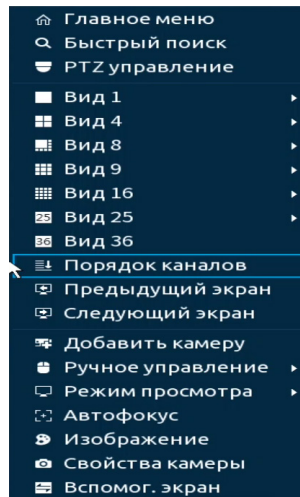 Главное меню
Быстрый поиск
PTZ управление
Вид 1
Вид 4
Вид 8
Вид 9
Вид 16
25 Вид 25
36 Вид 36
Порядок каналов
Предыдущий экран
Следующий экран
Добавить камеру
Ручное управление
Режим просмотра
Автофокус
Изображение
Свойства камеры
Вспомог. экран